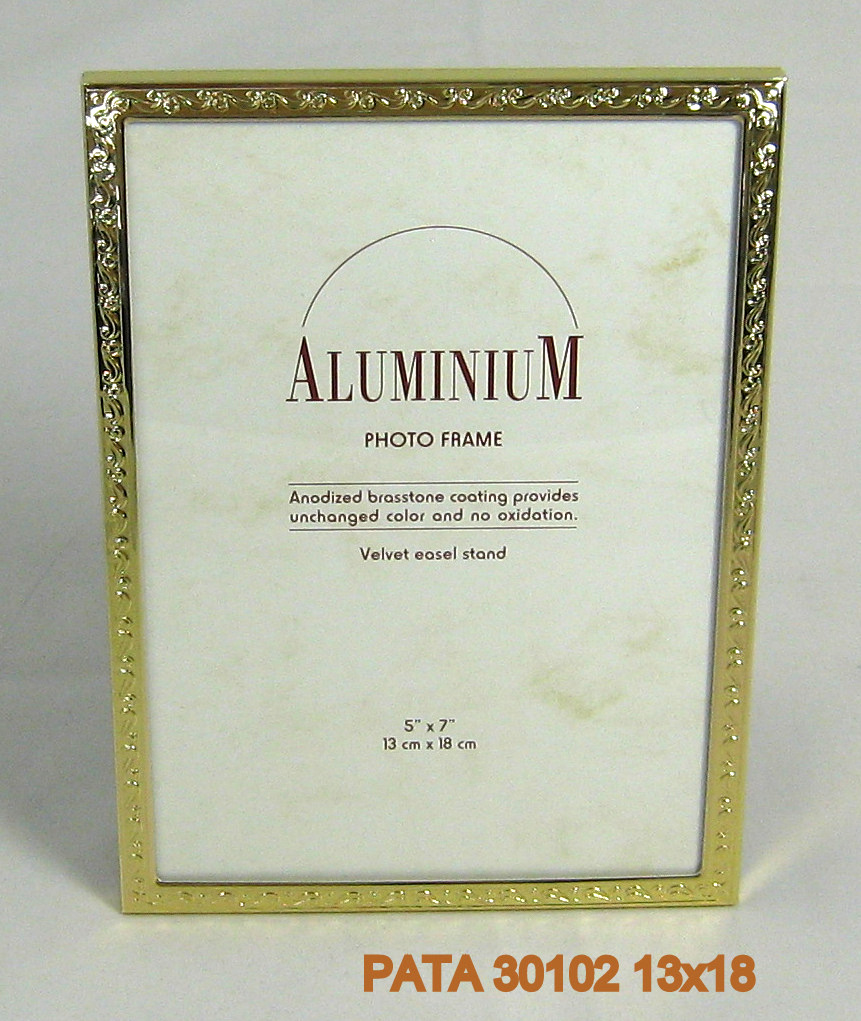 ALUMINIUM
PHOTO FRAME
Anodized brasstone coating provides
unchanged color and no oxidation.
Velvet easel stand
5" x 7"
13 cm x 18 cm
PATA 30102 13x18